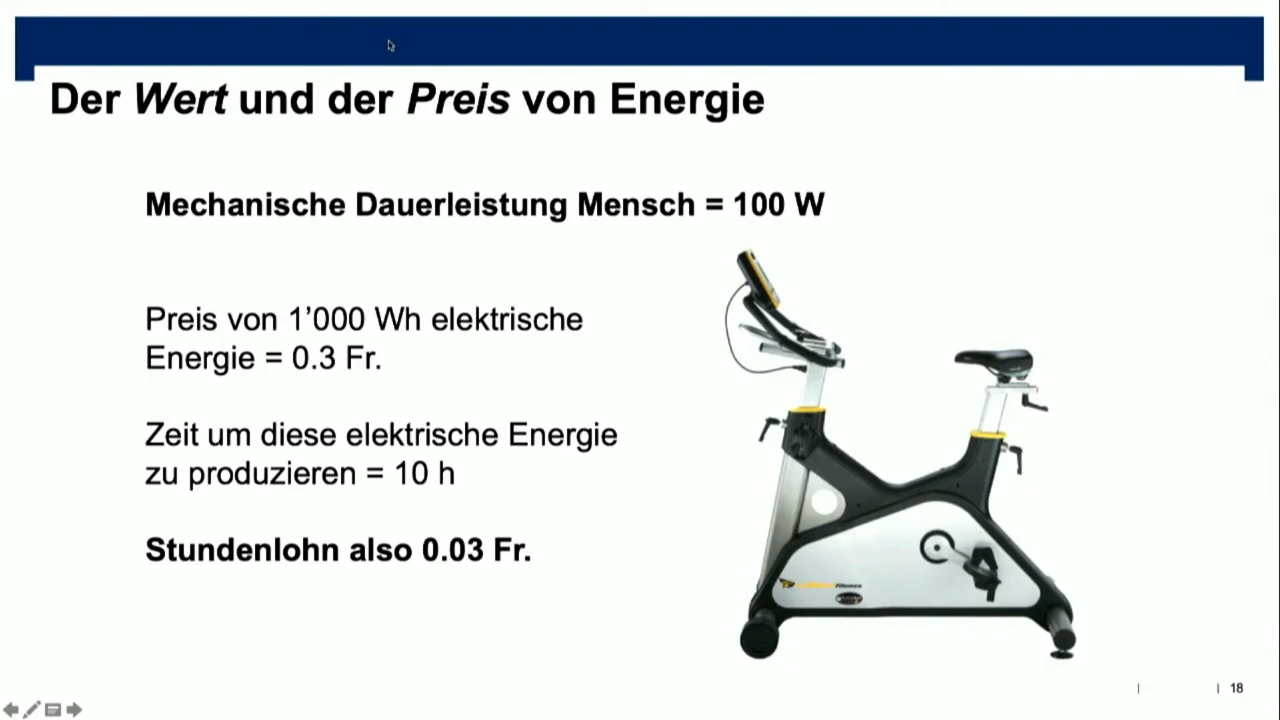 Der Wert und der Preis von Energie
Mechanische Dauerleistung Mensch = 100 W
Preis von 1’000 Wh elektrische
Energie = 0.3 Fr.
Zeit um diese elektrische Energie
zu produzieren = 10 h
Stundenlohn also 0.03 Fr.
| | 18